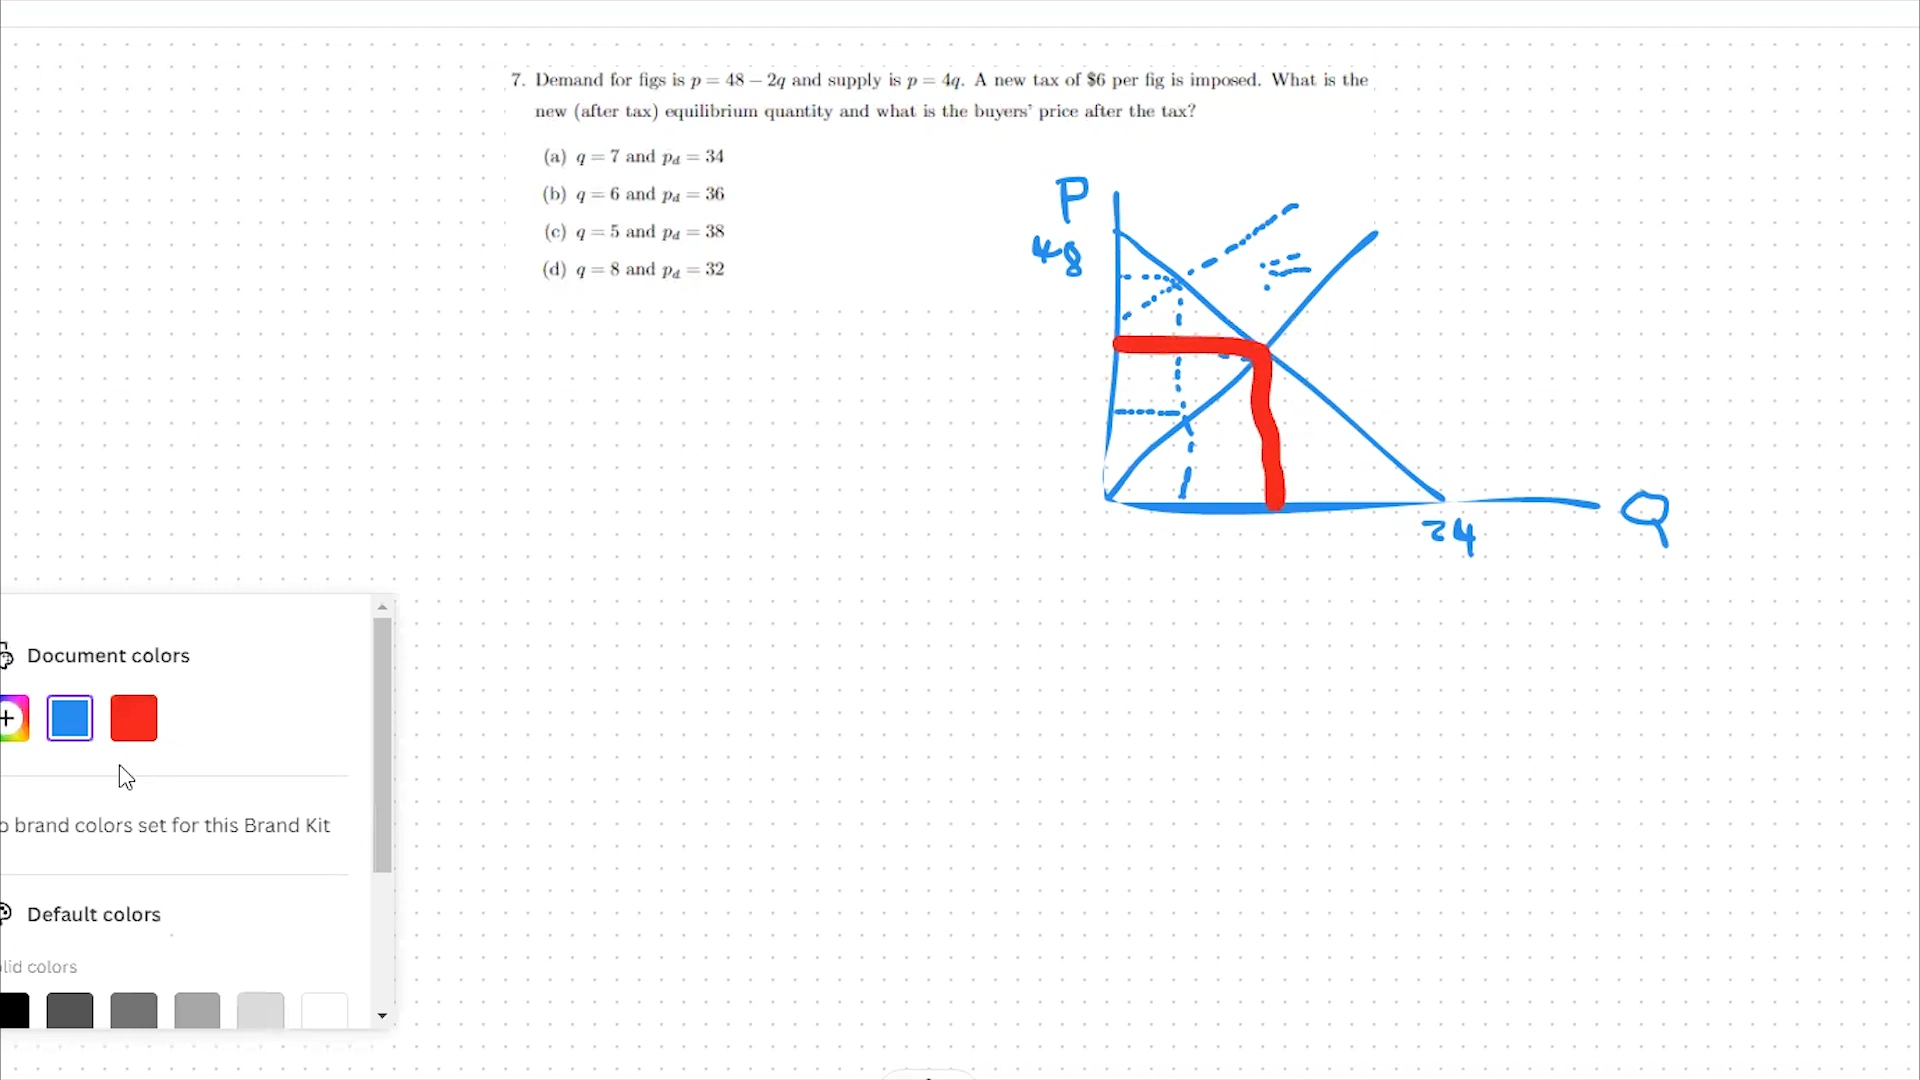 7. Demand for figs is p = 48 − 2q and supply is p = 4q. A new tax of $6 per fig is imposed. What is the
new (after tax) equilibrium quantity and what is the buyers' price after the tax?
(a) q = 7 and p_d = 34
(b) q = 6 and p_d = 36
(c) q = 5 and p_d = 38
(d) q = 8 and p_d = 32
P
48
24
Q
Document colors
+
brand colors set for this Brand Kit
Default colors
colors